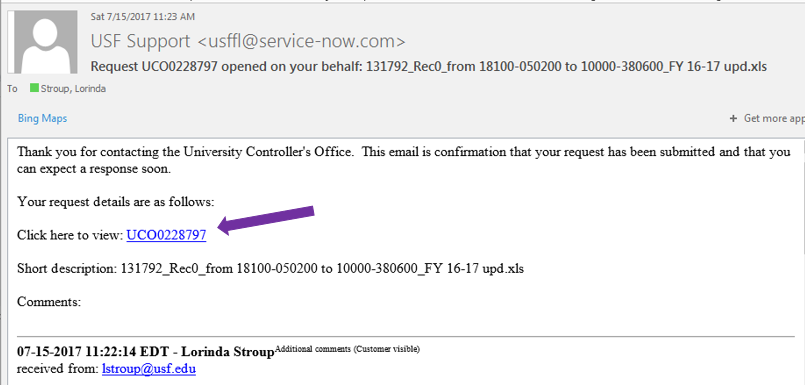 Sat 7/15/2017 11:23 AM
USF Support <usffl@service-now.com>
Request UCO0228797 opened on your behalf: 131792_Rec0_from 18100-050200 to 10000-380600_FY 16-17 upd.xls
To Stroup, Lorinda
Bing Maps
+ Get more app
Thank you for contacting the University Controller's Office. This email is confirmation that your request has been submitted and that you
can expect a response soon.
Your request details are as follows:
Click here to view: UCO0228797
Short description: 131792_Rec0_from 18100-050200 to 10000-380600_FY 16-17 upd.xls
Comments:
07-15-2017 11:22:14 EDT - Lorinda Stroup Additional comments (Customer visible)
received from: lstroup@usf.edu